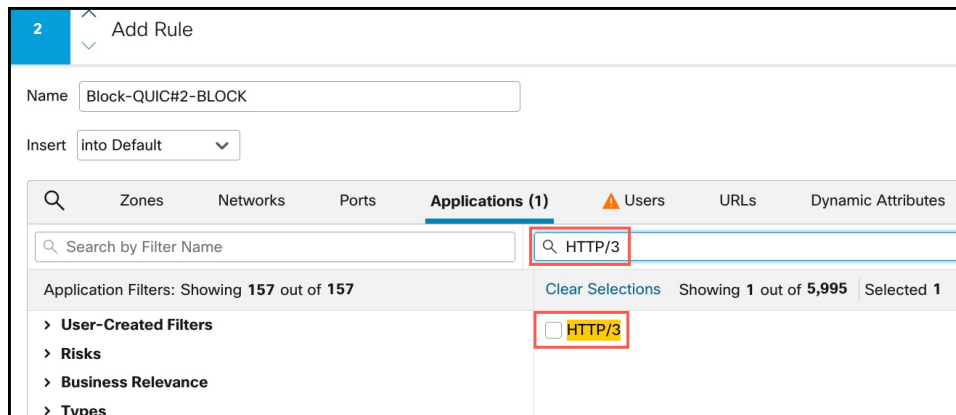 2 Add Rule
Name Block-QUIC#2-BLOCK
Insert into Default
Zones Networks Ports Applications (1) Users URLs Dynamic Attributes
Search by Filter Name HTTP/3
Application Filters: Showing 157 out of 157 Clear Selections Showing 1 out of 5,995 Selected 1
User-Created Filters HTTP/3
Risks
Business Relevance
Types